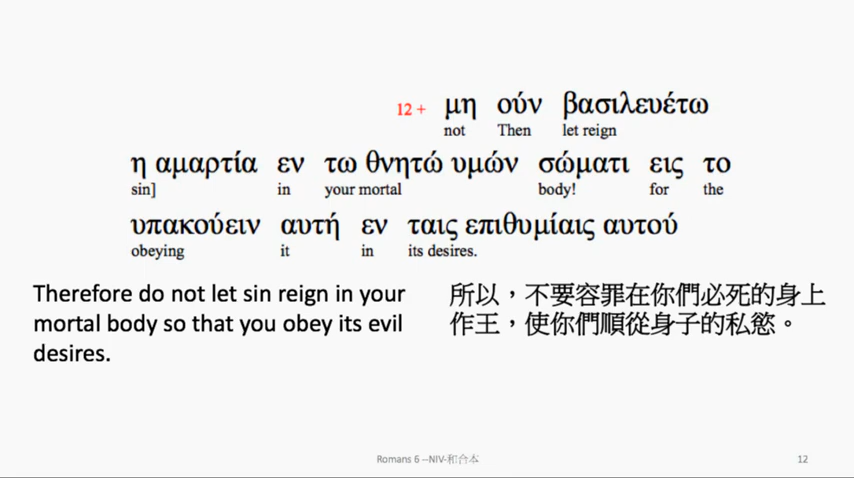 12 + μη ούν βασιλευέτω
not Then let reign
η αμαρτία εν τω θνητώ υμών σώματι εις το
sin] in your mortal body! for the
υπακούειν αυτή εν ταις επιθυμίαις αυτού
obeying it in its desires.
Therefore do not let sin reign in your
mortal body so that you obey its evil
desires.
所以，不要容罪在你們必死的身上
作王，使你們順從身子的私慾。
Romans 6 --NIV-和合本
12